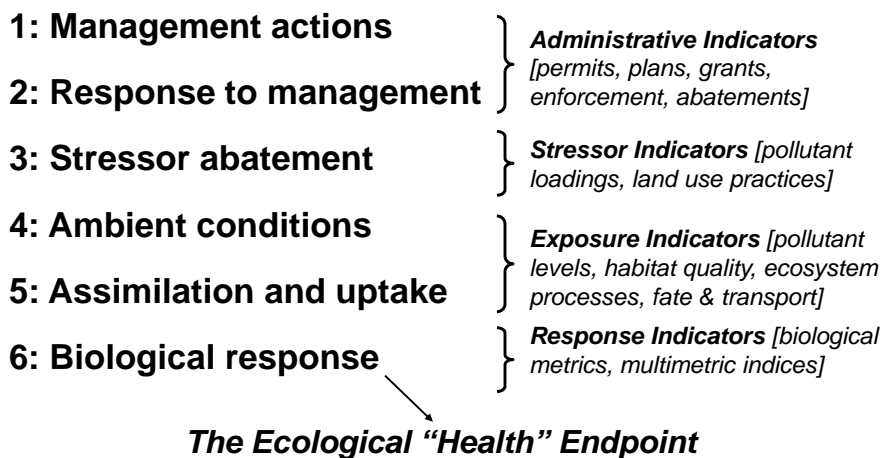 1: Management actions
2: Response to management
Administrative Indicators
[permits, plans, grants,
enforcement, abatements]
3: Stressor abatement
Stressor Indicators [pollutant
loadings, land use practices]
4: Ambient conditions
5: Assimilation and uptake
Exposure Indicators [pollutant
levels, habitat quality, ecosystem
processes, fate & transport]
6: Biological response
Response Indicators [biological
metrics, multimetric indices]
The Ecological “Health” Endpoint